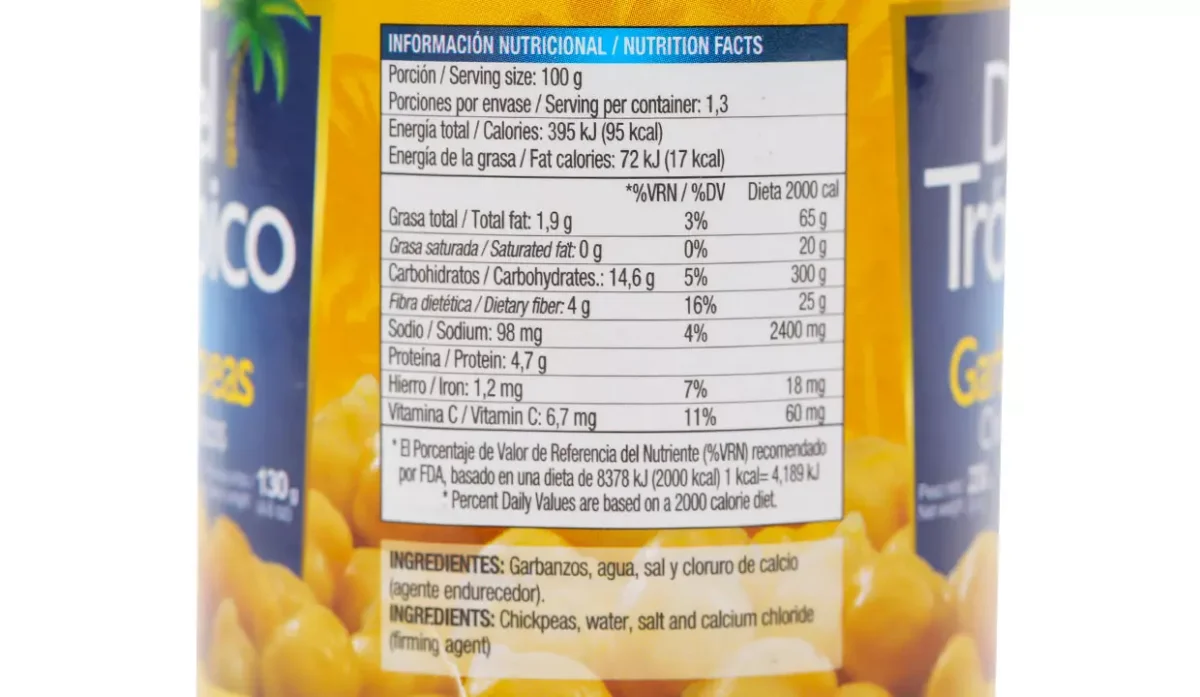 INFORMACIÓN NUTRICIONAL / NUTRITION FACTS
Porción / Serving size: 100 g
Porciones por envase / Serving per container: 1,3
Energía total / Calories: 395 kJ (95 kcal)
Energía de la grasa / Fat calories: 72 kJ (17 kcal)
*%VRN / %DV Dieta 2000 cal
Grasa total / Total fat: 1,9 g 3% 65 g
Grasa saturada / Saturated fat: 0 g 0% 20 g
Carbohidratos / Carbohydrates.: 14,6 g 5% 300 g
Fibra dietética / Dietary fiber: 4 g 16% 25 g
Sodio / Sodium: 98 mg 4% 2400 mg
Proteina / Protein: 4,7 g
Hierro / Iron: 1,2 mg 7% 18 mg
Vitamina C / Vitamin C: 6,7 mg 11% 60 mg
* El Porcentaje de Valor de Referencia del Nutriente (%VRN) recomendado
por FDA, basado en una dieta de 8378 kJ (2000 kcal) 1 kcal= 4,189 kJ
* Percent Daily Values are based on a 2000 calorie diet.
INGREDIENTES: Garbanzos, agua, sal y cloruro de calcio
(agente endurecedor).
INGREDIENTS: Chickpeas, water, salt and calcium chloride
(firming agent)
el
pico
peas
130 g
D
Tró
Gar